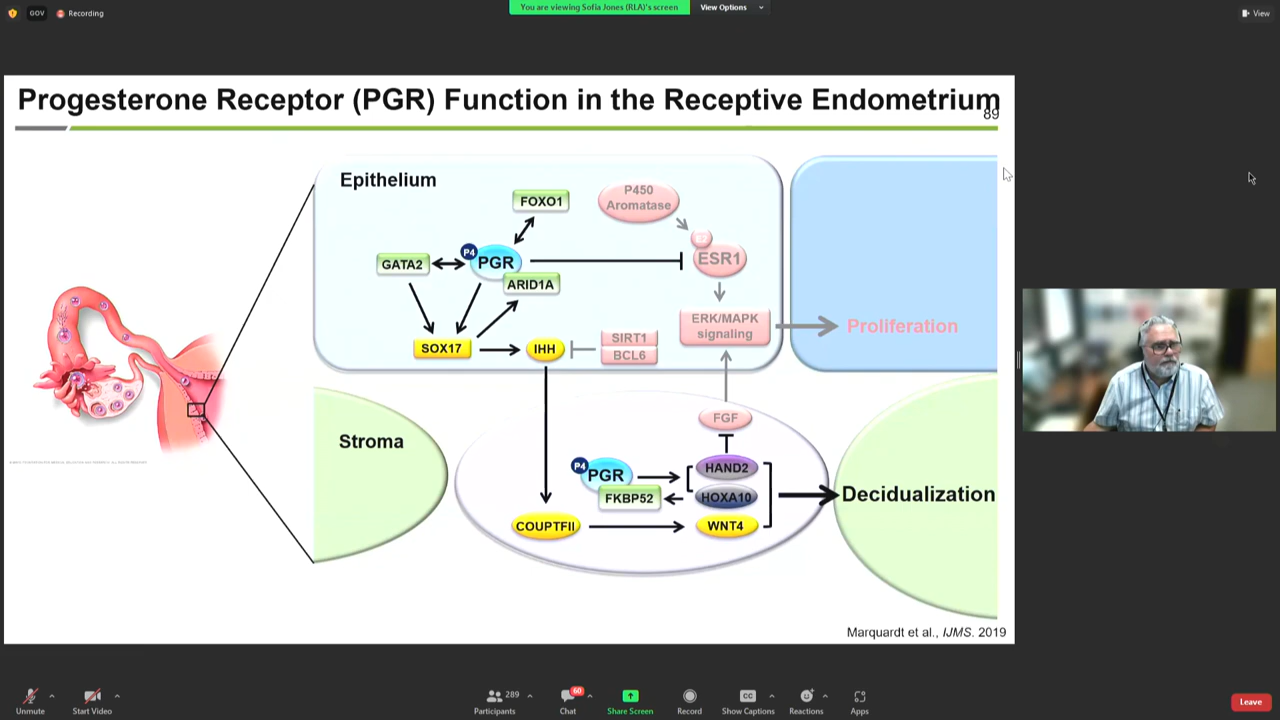 GOV
Recording
You are viewing Sofia Jones (RLA)'s screen
View Options
View
Progesterone Receptor (PGR) Function in the Receptive Endometrium
89
Epithelium
FOXO1
P450
Aromatase
P4
PGR
GATA2
ARID1A
ESR1
SOX17
IHH
SIRT1
BCL6
ERK/MAPK
signaling
Proliferation
Stroma
FGF
P4
PGR
FKBP52
HAND2
HOXA10
WNT4
COUPTFII
Decidualization
Marquardt et al., IJMS. 2019
Unmute
Start Video
289
Participants
60
Chat
Share Screen
Record
CC
Show Captions
Reactions
Apps
Leave